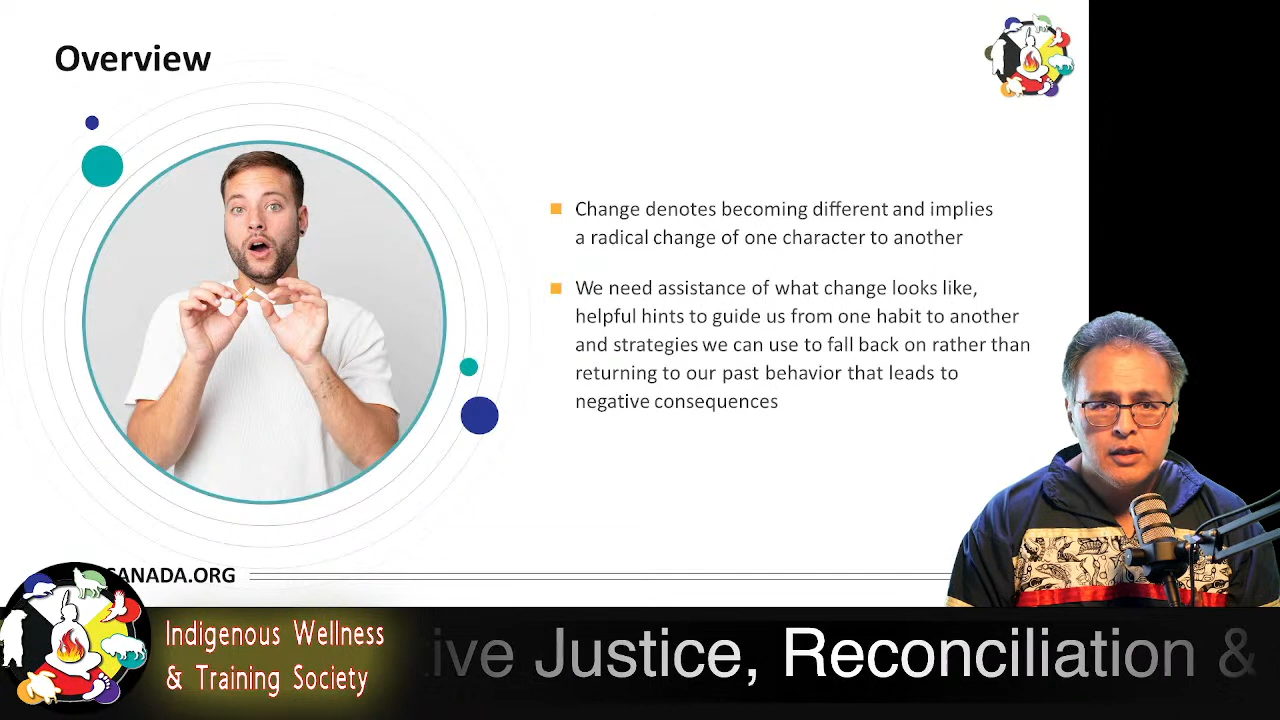 Overview
Change denotes becoming different and implies
a radical change of one character to another
We need assistance of what change looks like,
helpful hints to guide us from one habit to another
and strategies we can use to fall back on rather than
returning to our past behavior that leads to
negative consequences
CANADA.ORG
Indigenous Wellness
& Training Society
ive Justice, Reconciliation &